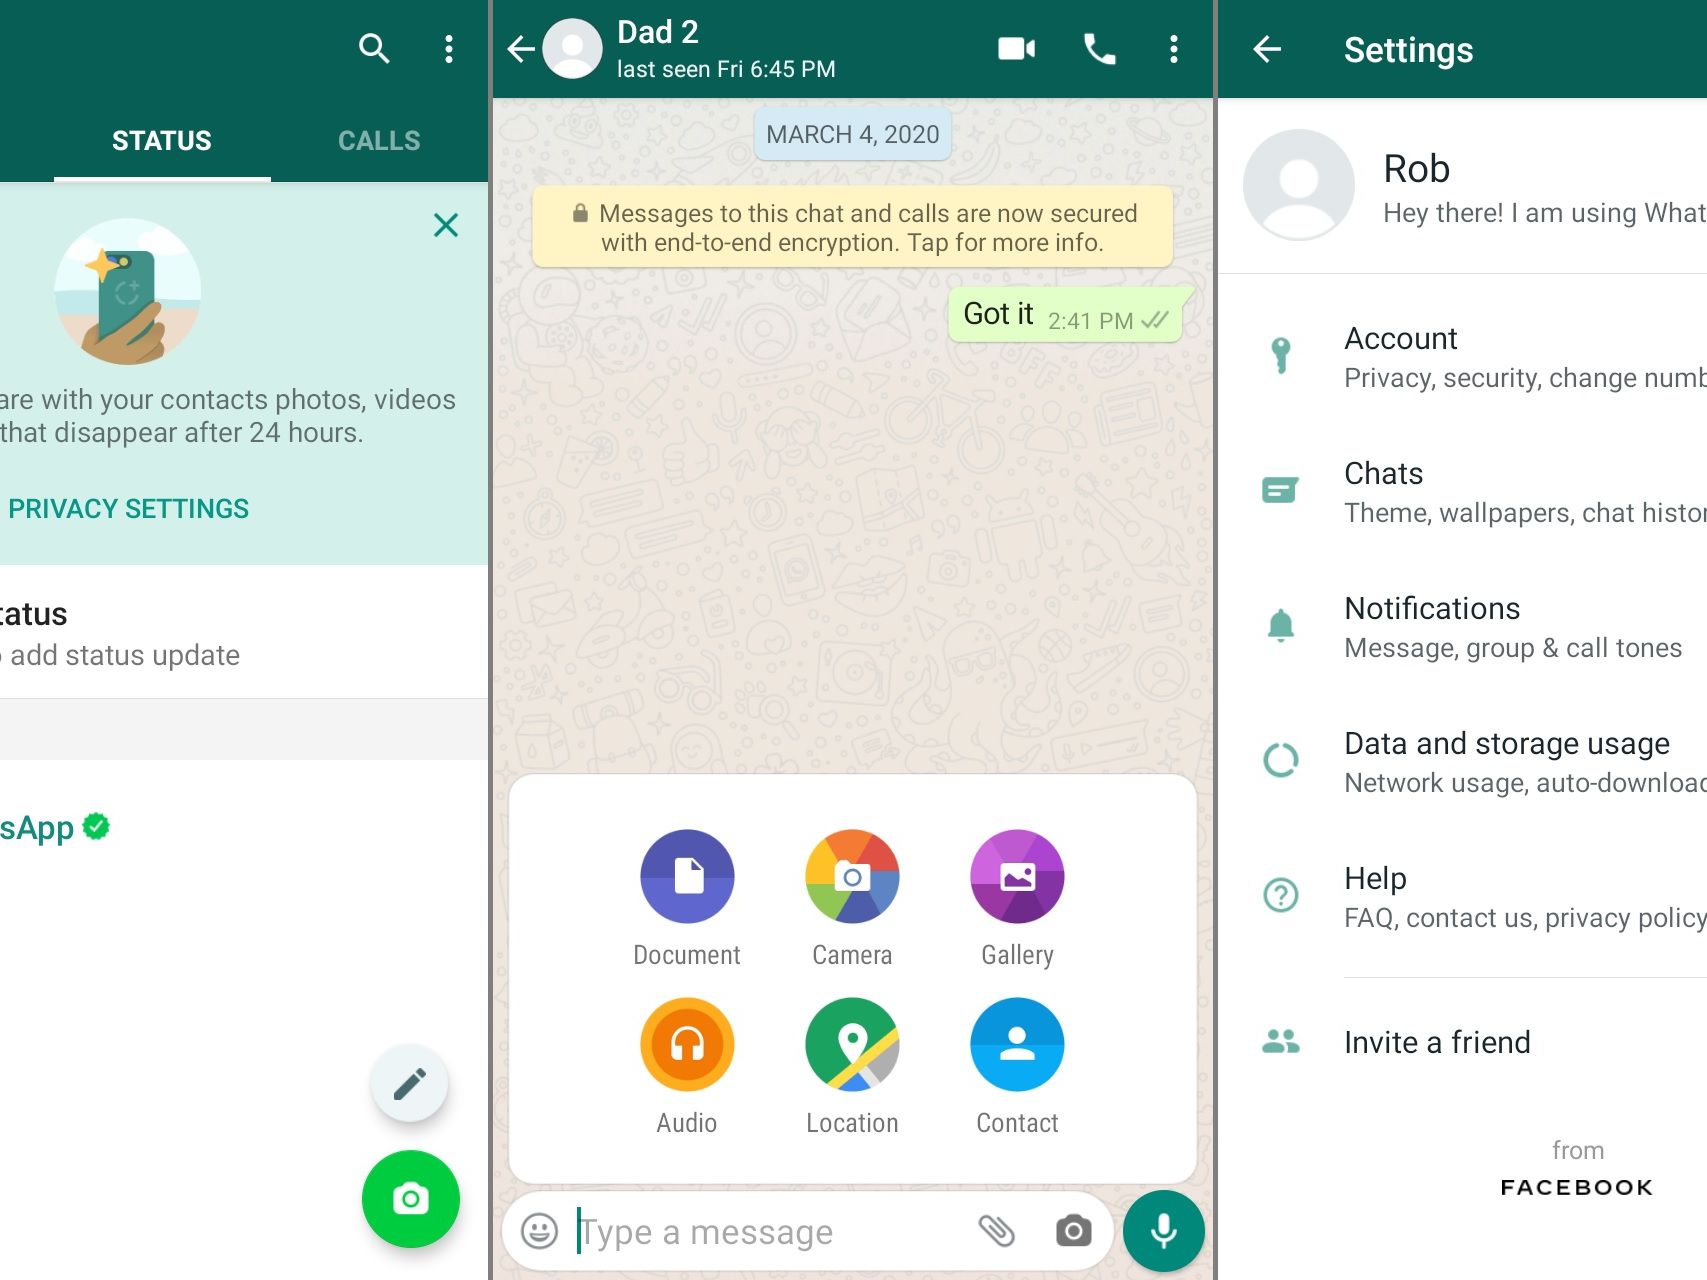 STATUS
CALLS
are with your contacts photos, videos
that disappear after 24 hours.
PRIVACY SETTINGS
tatus
add status update
sApp
Dad 2
last seen Fri 6:45 PM
MARCH 4, 2020
Messages to this chat and calls are now secured
with end-to-end encryption. Tap for more info.
Got it 2:41 PM
Document
Camera
Gallery
Audio
Location
Contact
Type a message
Settings
Rob
Hey there! I am using What
Account
Privacy, security, change numb
Chats
Theme, wallpapers, chat histor
Notifications
Message, group & call tones
Data and storage usage
Network usage, auto-download
Help
FAQ, contact us, privacy policy
Invite a friend
from
FACEBOOK